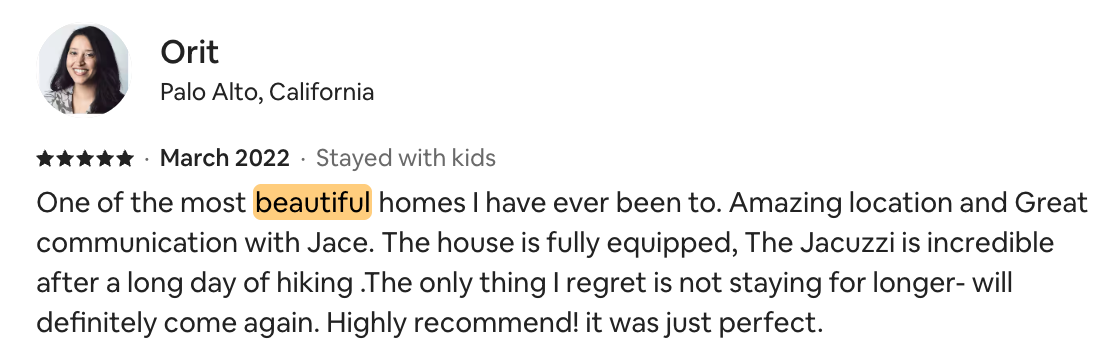 Orit
Palo Alto, California
★★★★★ · March 2022 · Stayed with kids
One of the most beautiful homes I have ever been to. Amazing location and Great
communication with Jace. The house is fully equipped, The Jacuzzi is incredible
after a long day of hiking .The only thing I regret is not staying for longer- will
definitely come again. Highly recommend! it was just perfect.